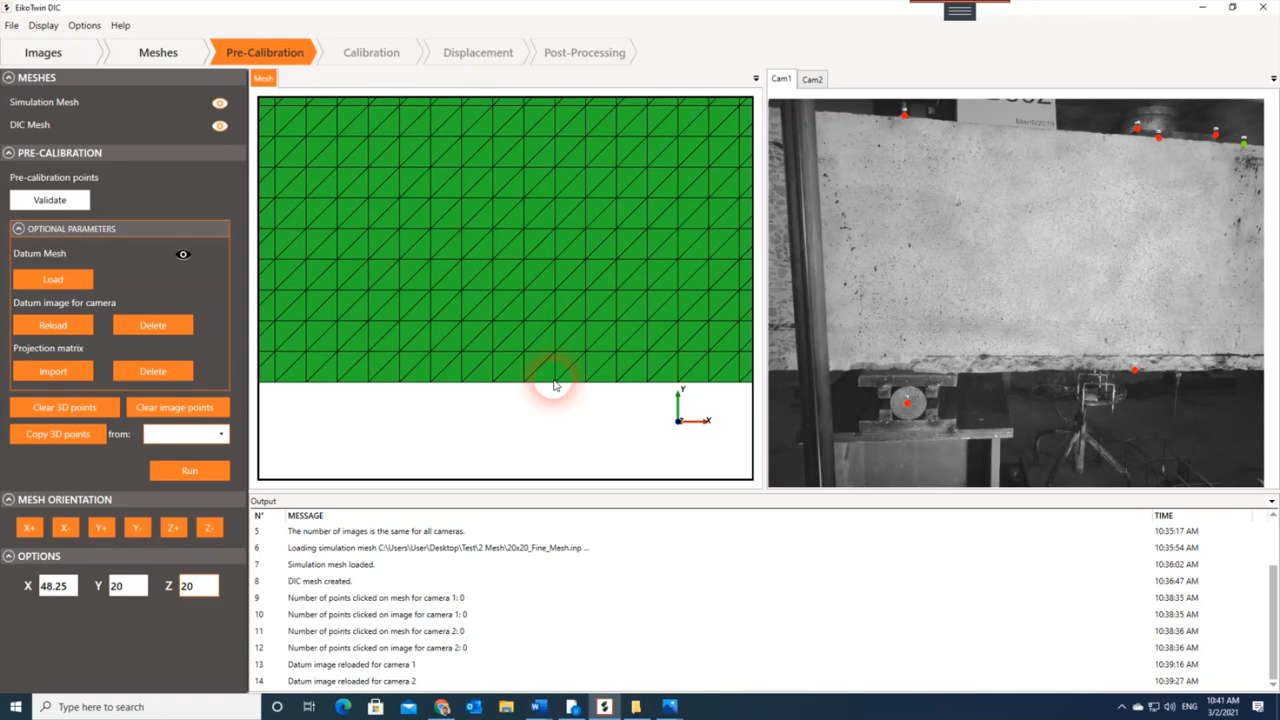 EikoTwin DIC
File Display Options Help
Images Meshes Pre-Calibration Calibration Displacement Post-Processing
MESHES
Simulation Mesh
DIC Mesh
PRE-CALIBRATION
Pre-calibration points
Validate
OPTIONAL PARAMETERS
Datum Mesh
Load
Datum image for camera
Reload Delete
Projection matrix
Import Delete
Clear 3D points Clear image points
Copy 3D points from:
Run
MESH ORIENTATION
X+ X- Y+ Y- Z+ Z-
OPTIONS
X 48.25 Y 20 Z 20
Mesh
Y
X
Cam1 Cam2
Output
N° MESSAGE TIME
5 The number of images is the same for all cameras. 10:35:17 AM
6 Loading simulation mesh C:\Users\User\Desktop\Test\2 Mesh\20x20_Fine_Mesh.inp ... 10:35:54 AM
7 Simulation mesh loaded. 10:36:02 AM
8 DIC mesh created. 10:36:47 AM
9 Number of points clicked on mesh for camera 1: 0 10:38:35 AM
10 Number of points clicked on image for camera 1: 0 10:38:35 AM
11 Number of points clicked on mesh for camera 2: 0 10:38:36 AM
12 Number of points clicked on image for camera 2: 0 10:38:36 AM
13 Datum image reloaded for camera 1 10:39:16 AM
14 Datum image reloaded for camera 2 10:39:27 AM
Type here to search
ENG
10:41 AM
3/2/2021